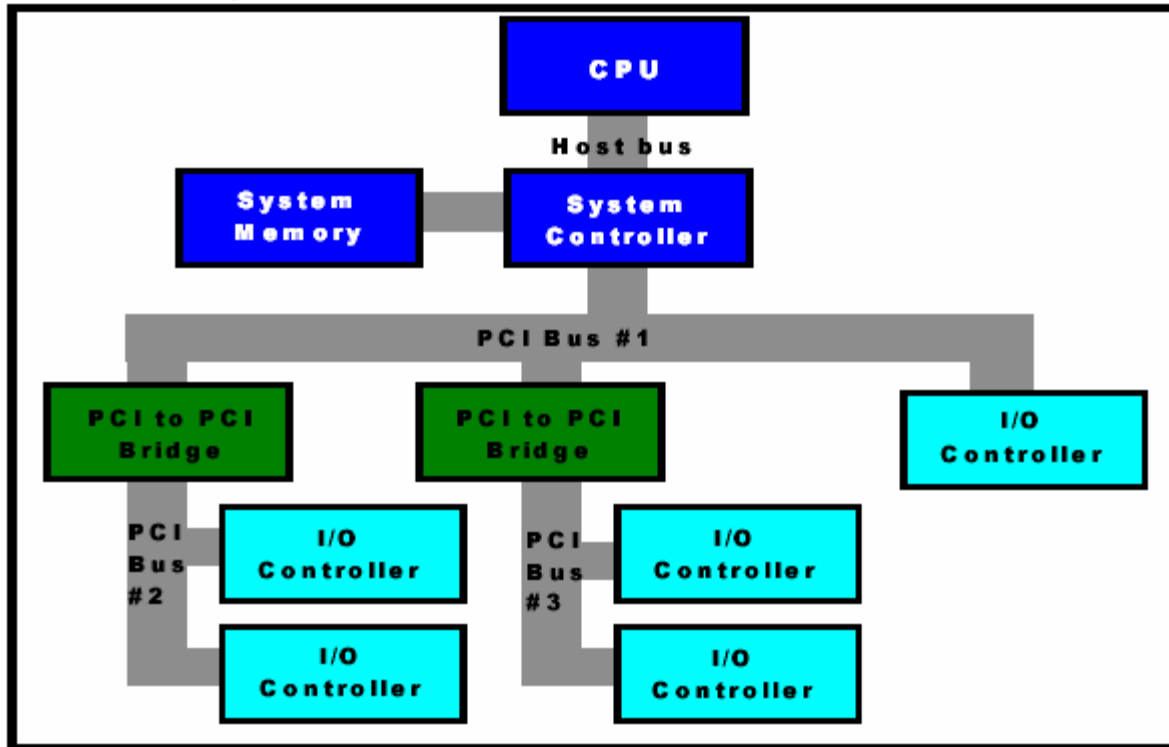 CPU
Host bus
System
Memory
System
Controller
PCI Bus #1
PCI to PCI
Bridge
PCI to PCI
Bridge
I/O
Controller
PCI
Bus
#2
I/O
Controller
I/O
Controller
PCI
Bus
#3
I/O
Controller
I/O
Controller